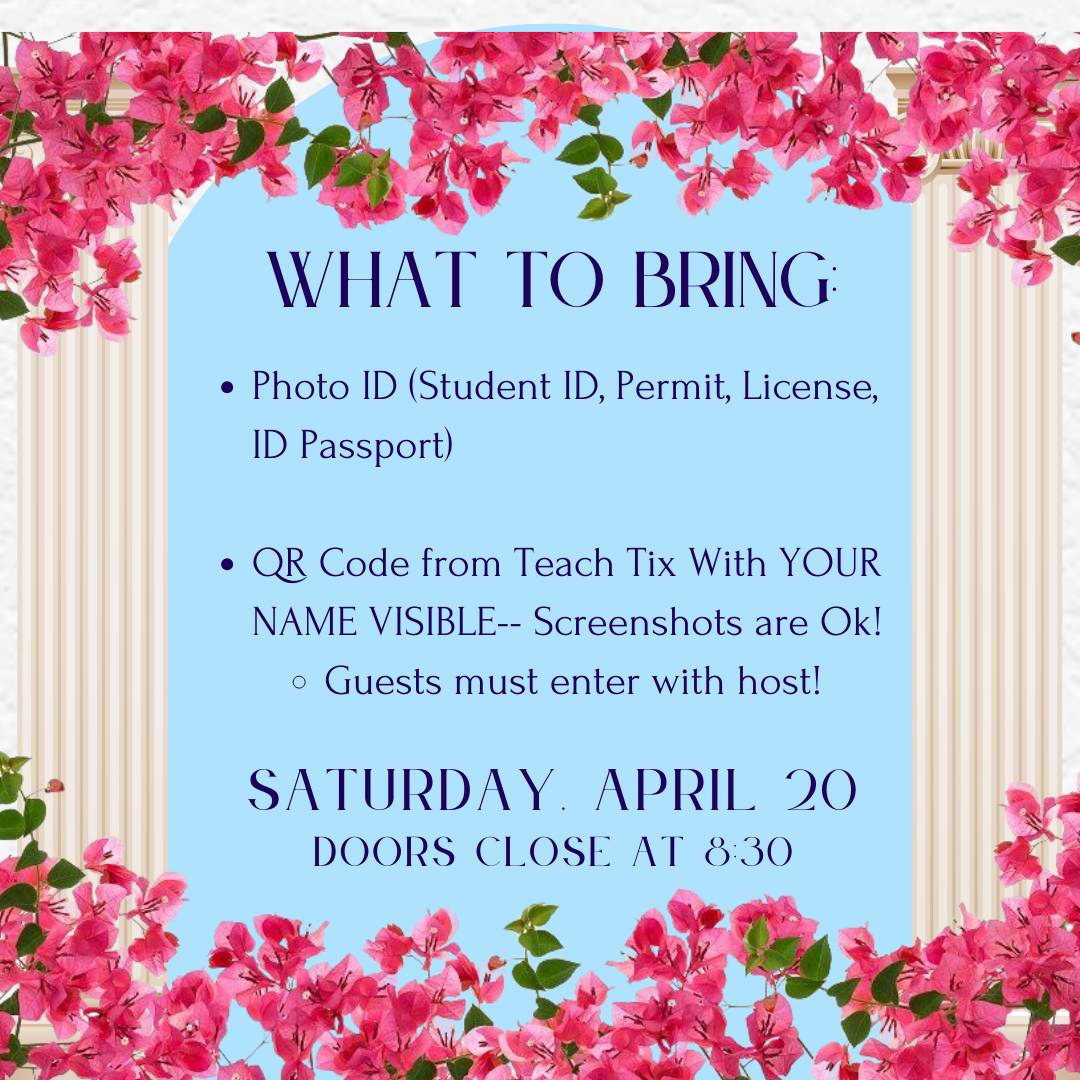 WHAT TO BRING:
• Photo ID (Student ID, Permit, License,
ID Passport)
• QR Code from Teach Tix With YOUR
NAME VISIBLE-- Screenshots are Ok!
○ Guests must enter with host!
SATURDAY, APRIL 20
DOORS CLOSE AT 8:30